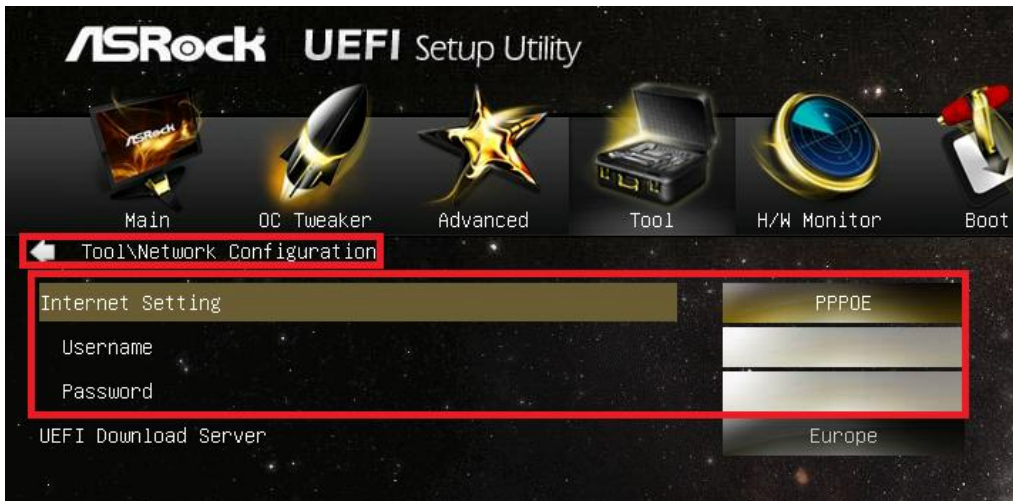 ASRock UEFI Setup Utility
ASRock
Main OC Tweaker Advanced Tool H/W Monitor Boot
Tool\Network Configuration
Internet Setting PPPOE
Username
Password
UEFI Download Server Europe